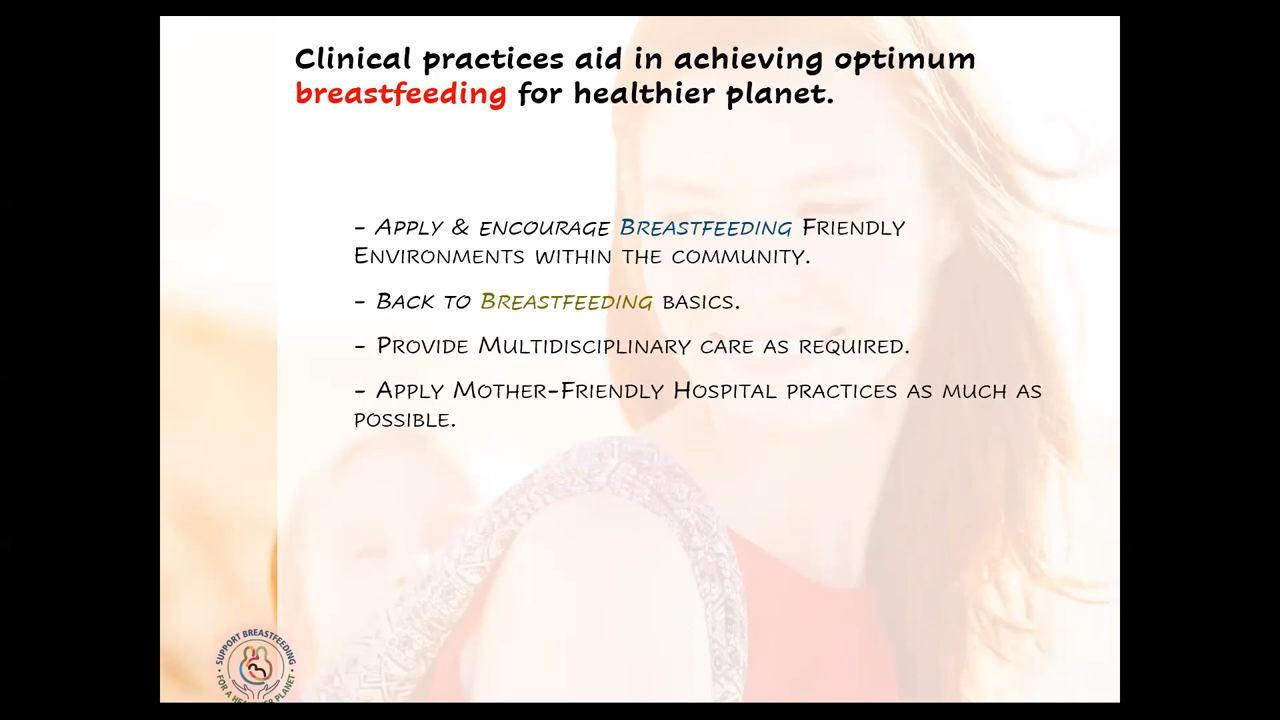 Clinical practices aid in achieving optimum
breastfeeding for healthier planet.
- Apply & encourage Breastfeeding Friendly
Environments within the community.
- Back to Breastfeeding basics.
- Provide Multidisciplinary care as required.
- Apply Mother-Friendly Hospital practices as much as
possible.
SUPPORT BREASTFEEDING
FOR A HEALTHIER PLANET